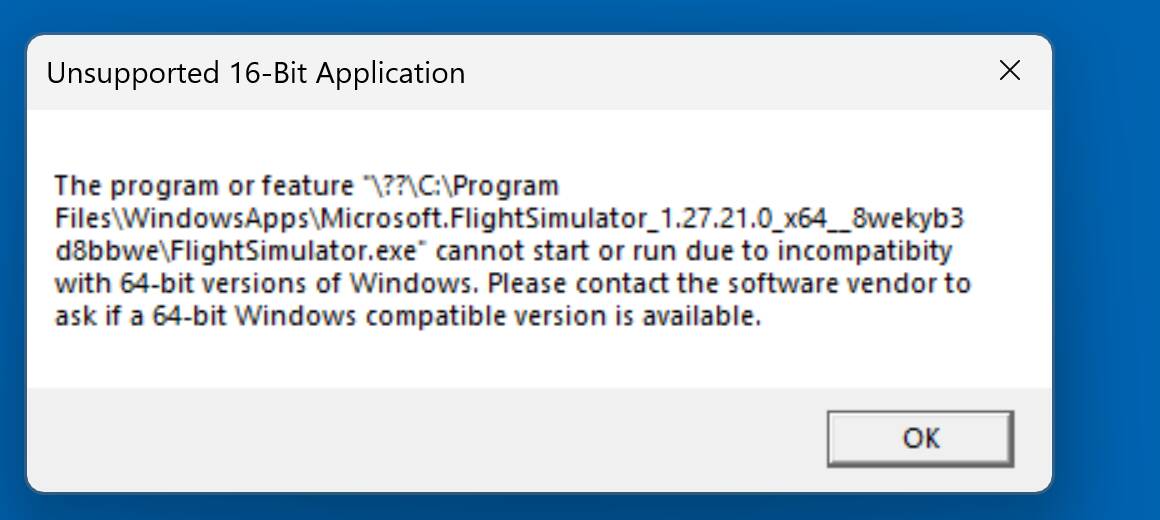 Unsupported 16-Bit Application
The program or feature "\??\C:\Program
Files\WindowsApps\Microsoft.FlightSimulator_1.27.21.0_x64__8wekyb3
d8bbwe\FlightSimulator.exe" cannot start or run due to incompatibity
with 64-bit versions of Windows. Please contact the software vendor to
ask if a 64-bit Windows compatible version is available.
OK